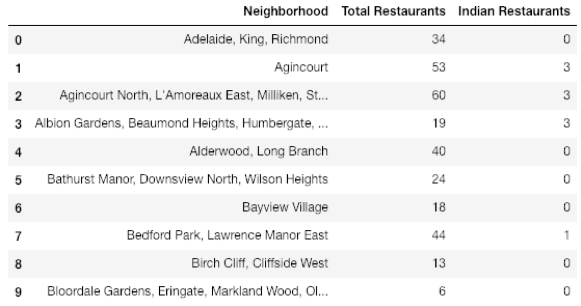 Neighborhood Total Restaurants Indian Restaurants
0 Adelaide, King, Richmond 34 0
1 Agincourt 53 3
2 Agincourt North, L'Amoreaux East, Milliken, St... 60 3
3 Albion Gardens, Beaumond Heights, Humbergate, ... 19 3
4 Alderwood, Long Branch 40 0
5 Bathurst Manor, Downsview North, Wilson Heights 24 0
6 Bayview Village 18 0
7 Bedford Park, Lawrence Manor East 44 1
8 Birch Cliff, Cliffside West 13 0
9 Bloordale Gardens, Eringate, Markland Wood, Ol... 6 0